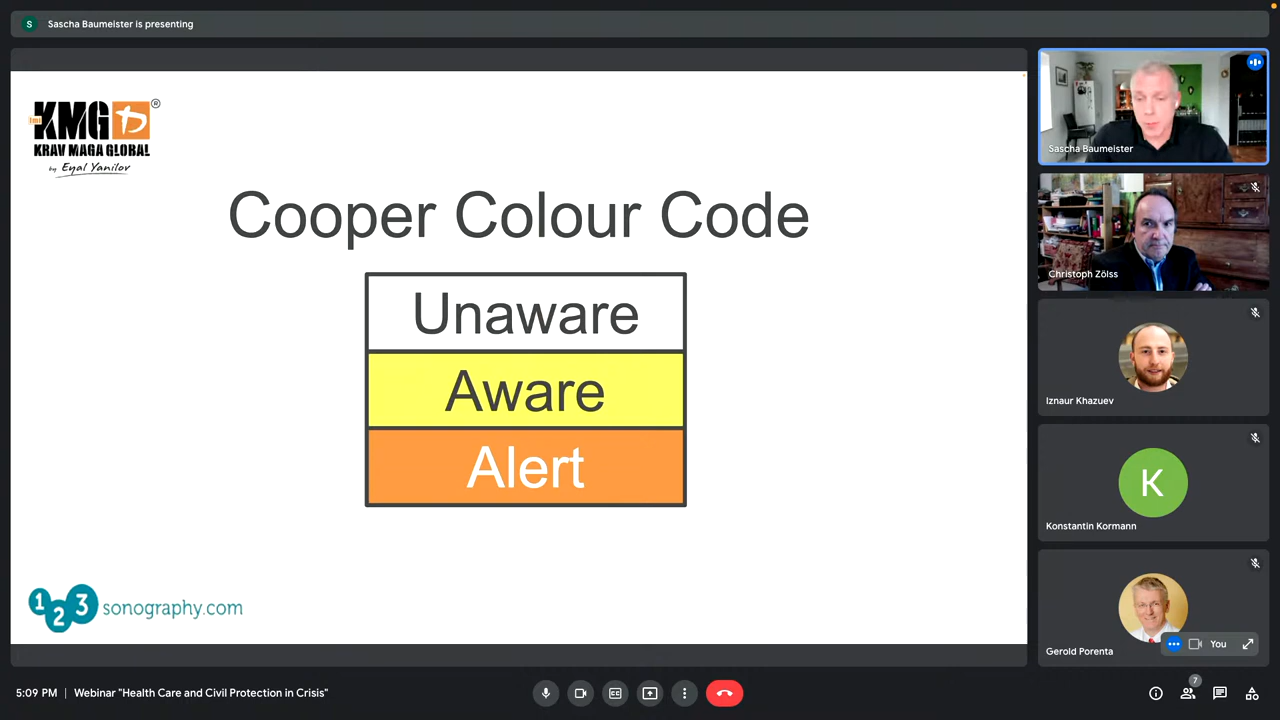 S
Sascha Baumeister is presenting
KMG
®
KRAV MAGA GLOBAL
by Eyal Yanilov
Cooper Colour Code
Unaware
Aware
Alert
123
sonography.com
Sascha Baumeister
Christoph Zölss
Iznaur Khazuev
K
Konstantin Kormann
Gerold Porenta
You
5:09 PM | Webinar "Health Care and Civil Protection in Crisis"
CC
7